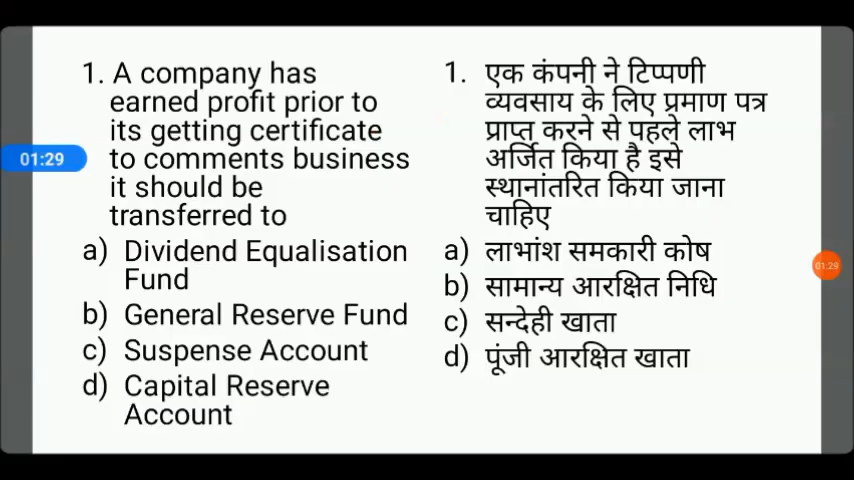 1. A company has
earned profit prior to
its getting certificate
to comments business
it should be
transferred to
a) Dividend Equalisation
Fund
b) General Reserve Fund
c) Suspense Account
d) Capital Reserve
Account
1. एक कंपनी ने टिप्पणी
व्यवसाय के लिए प्रमाण पत्र
प्राप्त करने से पहले लाभ
अर्जित किया है इसे
स्थानांतरित किया जाना
चाहिए
a) लाभांश समकारी कोष
b) सामान्य आरक्षित निधि
c) सन्देही खाता
d) पूंजी आरक्षित खाता
01:29
01:29